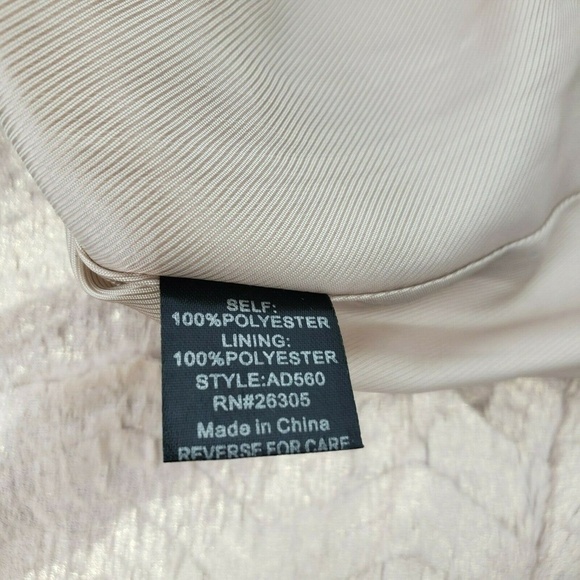 SELF:
100%POLYESTER
LINING:
100%POLYESTER
STYLE:AD560
RN#26305
Made in China
REVERSE FOR CARE